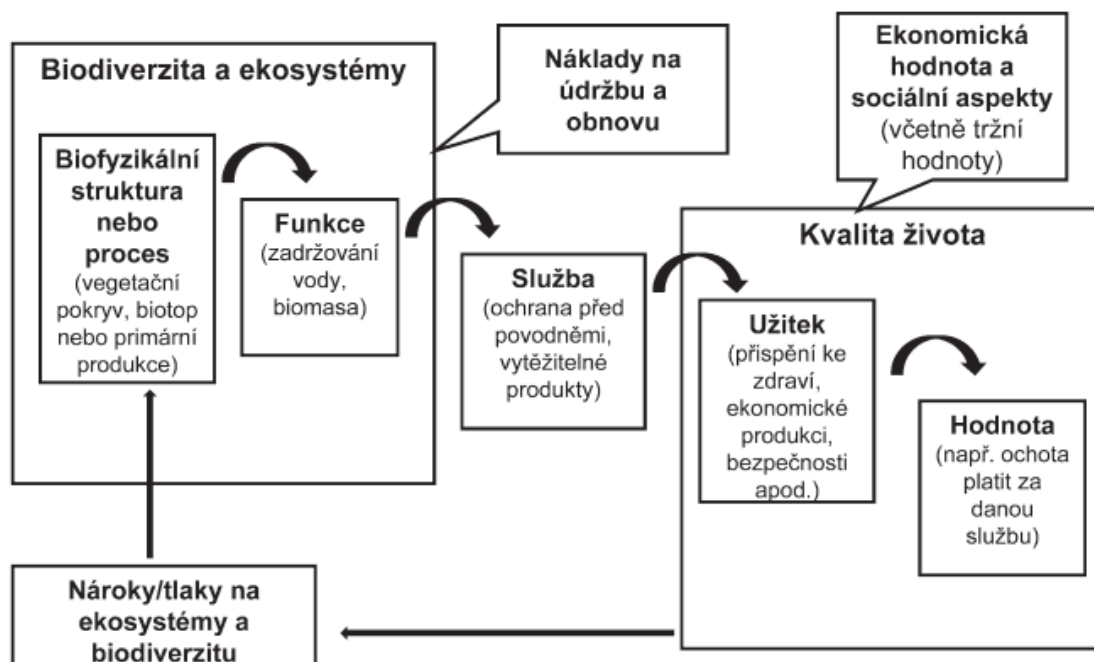 Biodiverzita a ekosystémy
Biofyzikální
struktura
nebo
proces
(vegetační
pokryv, biotop
nebo primární
produkce)
Funkce
(zadržování
vody,
biomasa)
Náklady na
údržbu a
obnovu
Služba
(ochrana před
povodněmi,
vytěžitelné
produkty)
Ekonomická
hodnota a
sociální aspekty
(včetně tržní
hodnoty)
Kvalita života
Užitek
(přispění ke
zdraví,
ekonomické
produkci,
bezpečnosti
apod.)
Hodnota
(např. ochota
platit za
danou
službu)
Nároky/tlaky na
ekosystémy a
biodiverzitu